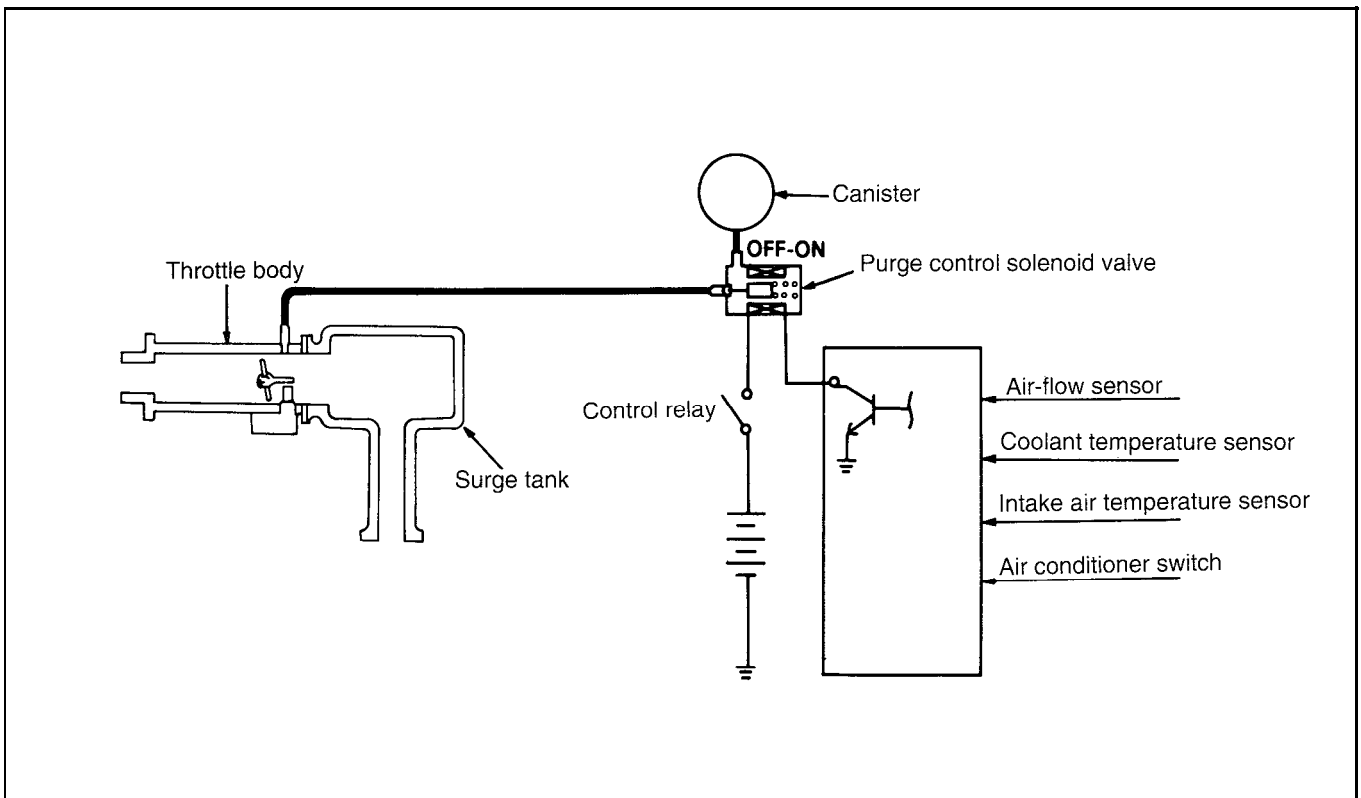 Canister
OFF-ON
Purge control solenoid valve
Throttle body
Air-flow sensor
Control relay
Coolant temperature sensor
Surge tank
Intake air temperature sensor
Air conditioner switch